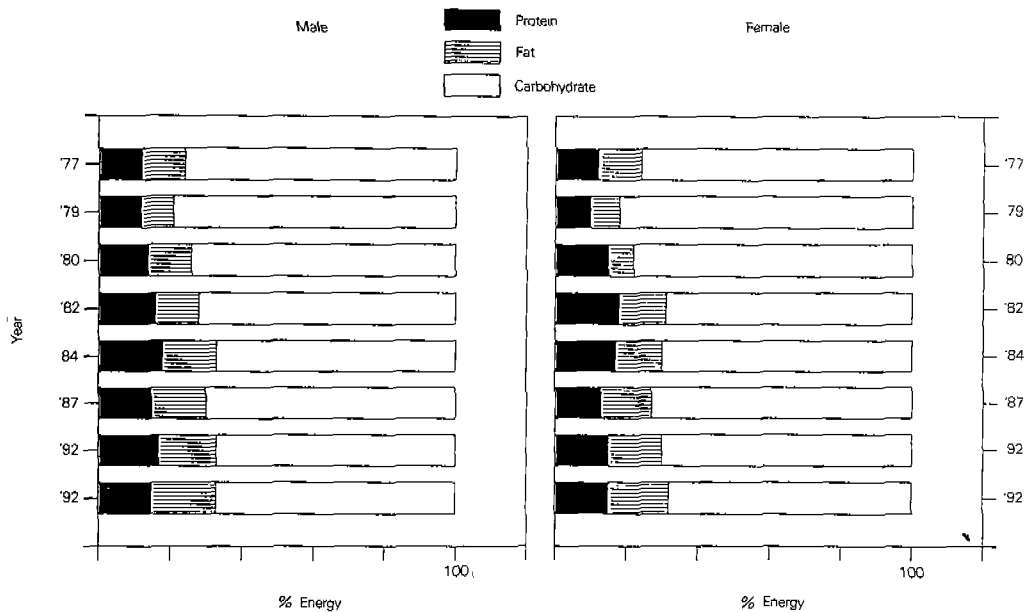 Male
Protein
Fat
Carbohydrate
Female
Year
'77
'79
'80
'82
84
'87
'92
'92
'77
79
80
'82
'84
'87
92
'92
100
100
% Energy
% Energy